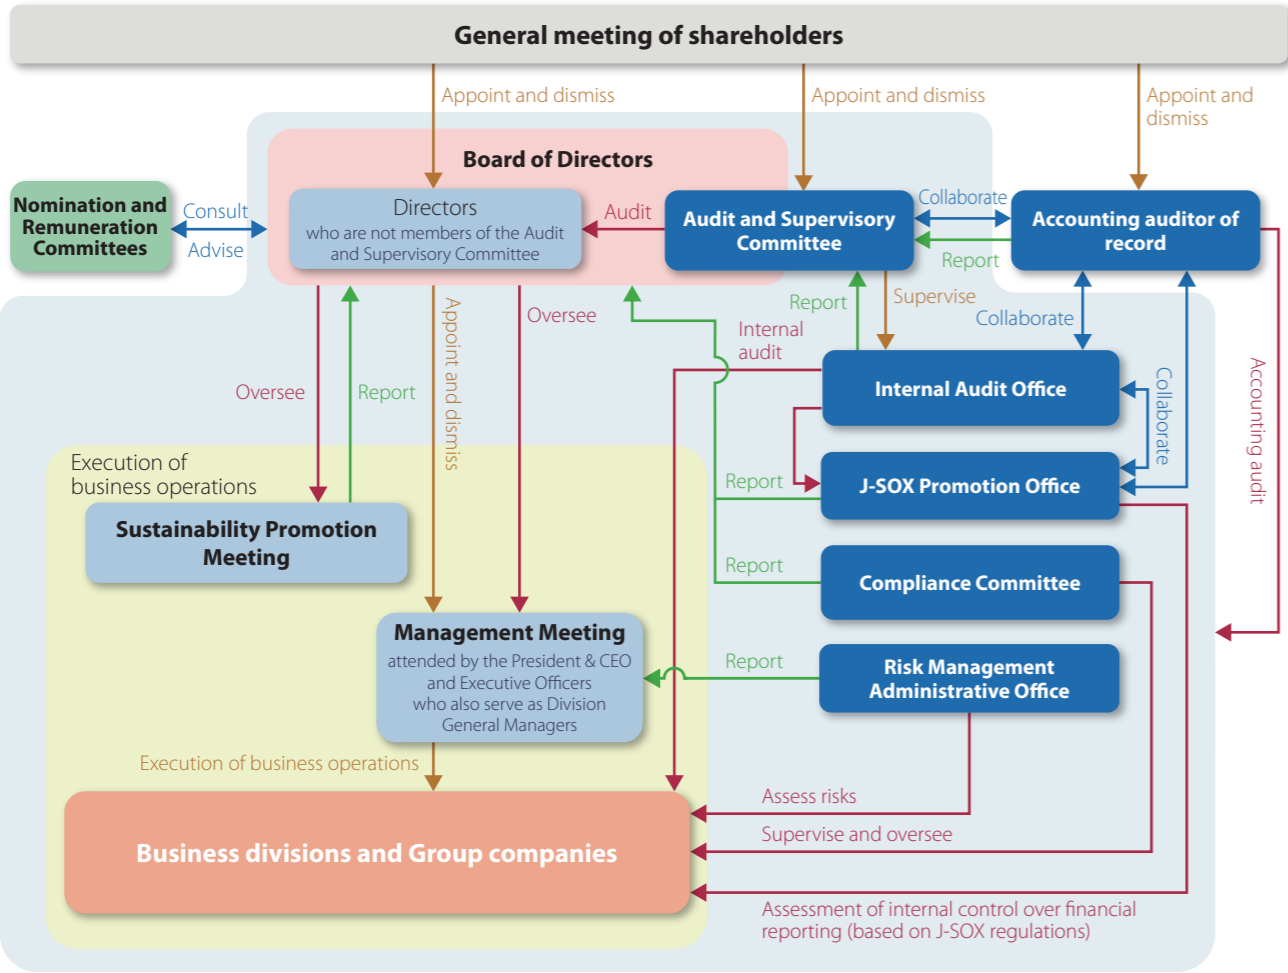 General meeting of shareholders
Appoint and dismiss
Appoint and dismiss
Appoint and
dismiss
Board of Directors
Nomination and
Remuneration
Committees
Consult
Advise
Directors
who are not members of the Audit
and Supervisory Committee
Audit
Audit and Supervisory
Committee
Collaborate
Report
Accounting auditor of
record
Oversee
Report
Appoint and dismiss
Oversee
Internal
audit
Report
Supervise
Collaborate
Internal Audit Office
Collaborate
Accounting audit
Execution of
business operations
Sustainability Promotion
Meeting
Report
J-SOX Promotion Office
Report
Compliance Committee
Management Meeting
attended by the President & CEO
and Executive Officers
who also serve as Division
General Managers
Report
Risk Management
Administrative Office
Execution of business operations
Business divisions and Group companies
Assess risks
Supervise and oversee
Assessment of internal control over financial
reporting (based on J-SOX regulations)